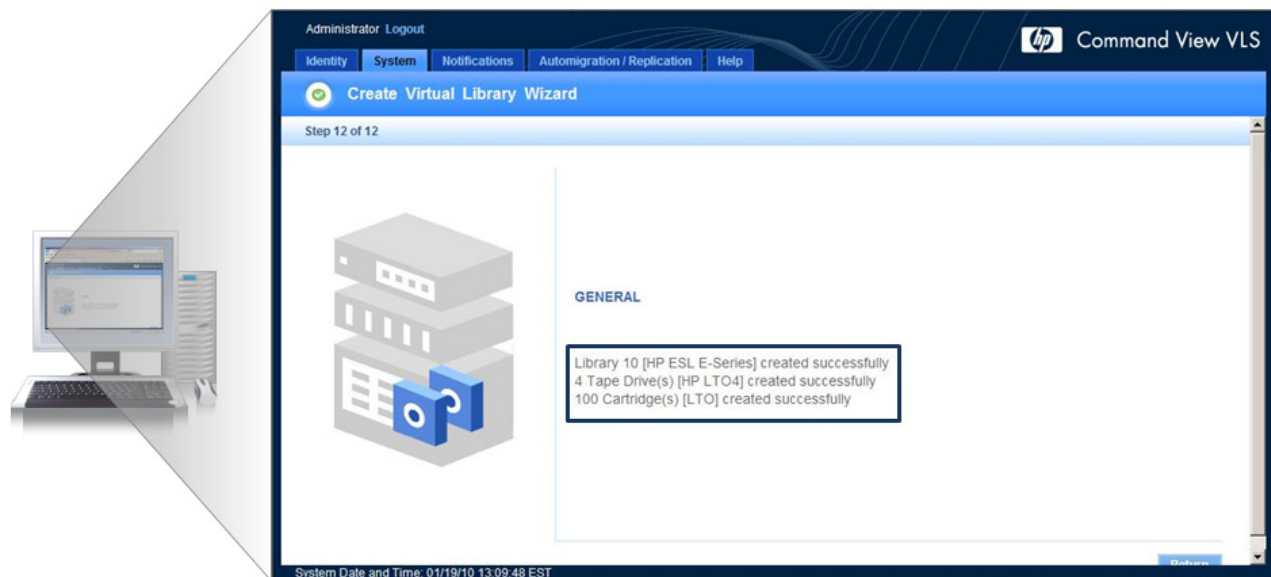 Administrator Logout
hp Command View VLS
Identity System Notifications Automigration / Replication Help
Create Virtual Library Wizard
Step 12 of 12
GENERAL
Library 10 [HP ESL E-Series] created successfully
4 Tape Drive(s) [HP LTO4] created successfully
100 Cartridge(s) [LTO] created successfully
Return
System Date and Time: 01/19/10 13:09:48 EST